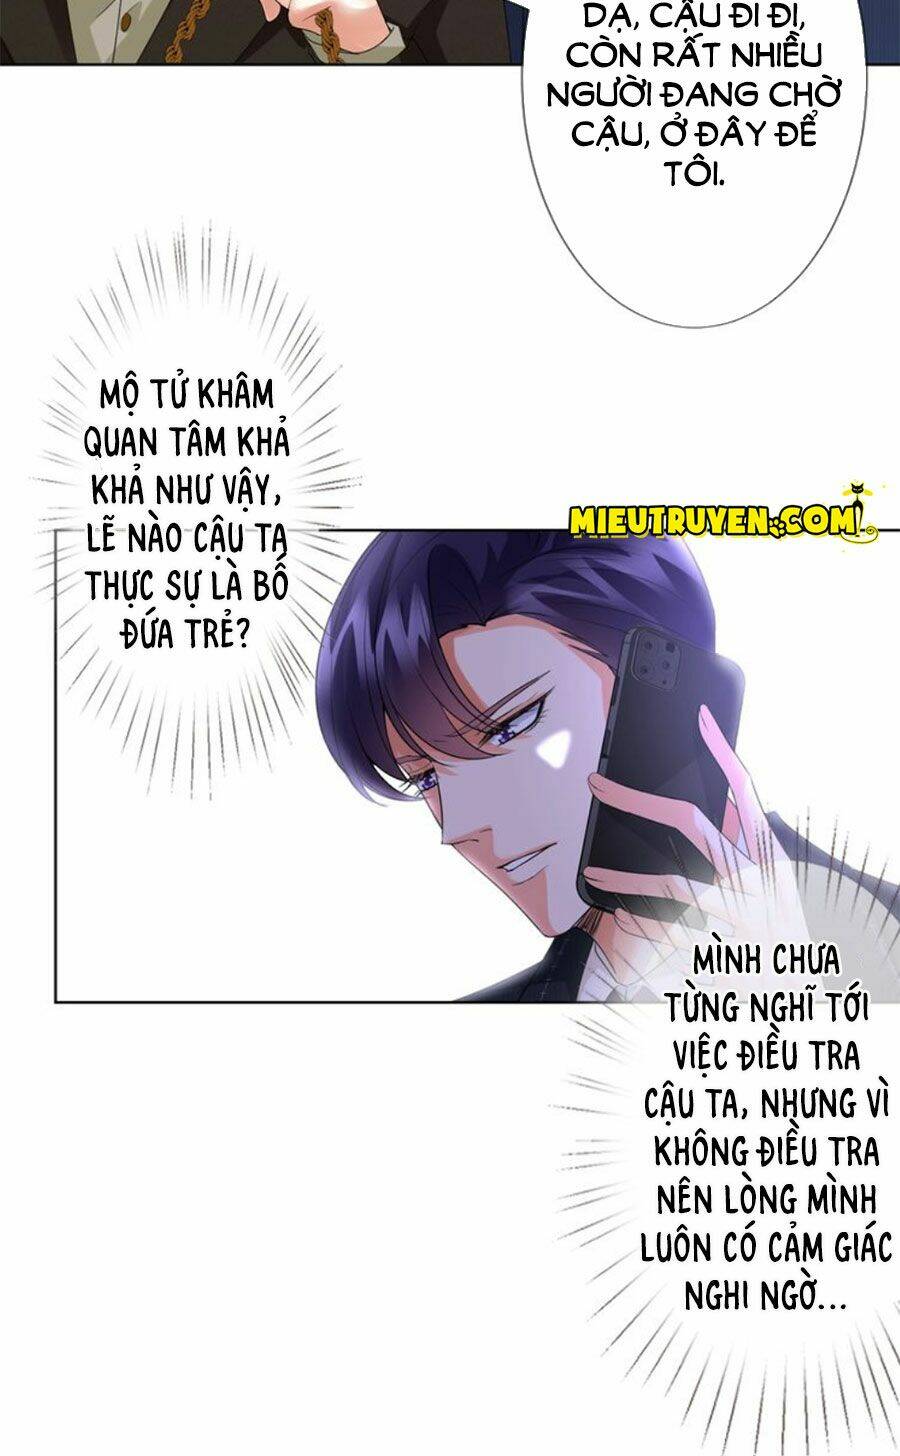 DẠ, CẬU ĐI ĐI,
CÒN RẤT NHIỀU
NGƯỜI ĐANG CHỜ
CẬU, Ở ĐÂY ĐỂ
TÔI.
MỘ TỬ KHÂM
QUAN TÂM KHẢ
KHẢ NHƯ VẬY,
LẼ NÀO CẬU TA
THỰC SỰ LÀ BỐ
ĐỨA TRẺ?
MIEUTRUYEN.COM
MÌNH CHƯA
TỪNG NGHĨ TỚI
VIỆC ĐIỀU TRA
CẬU TA, NHƯNG VÌ
KHÔNG ĐIỀU TRA
NÊN LÒNG MÌNH
LUÔN CÓ CẢM GIÁC
NGHI NGỜ...